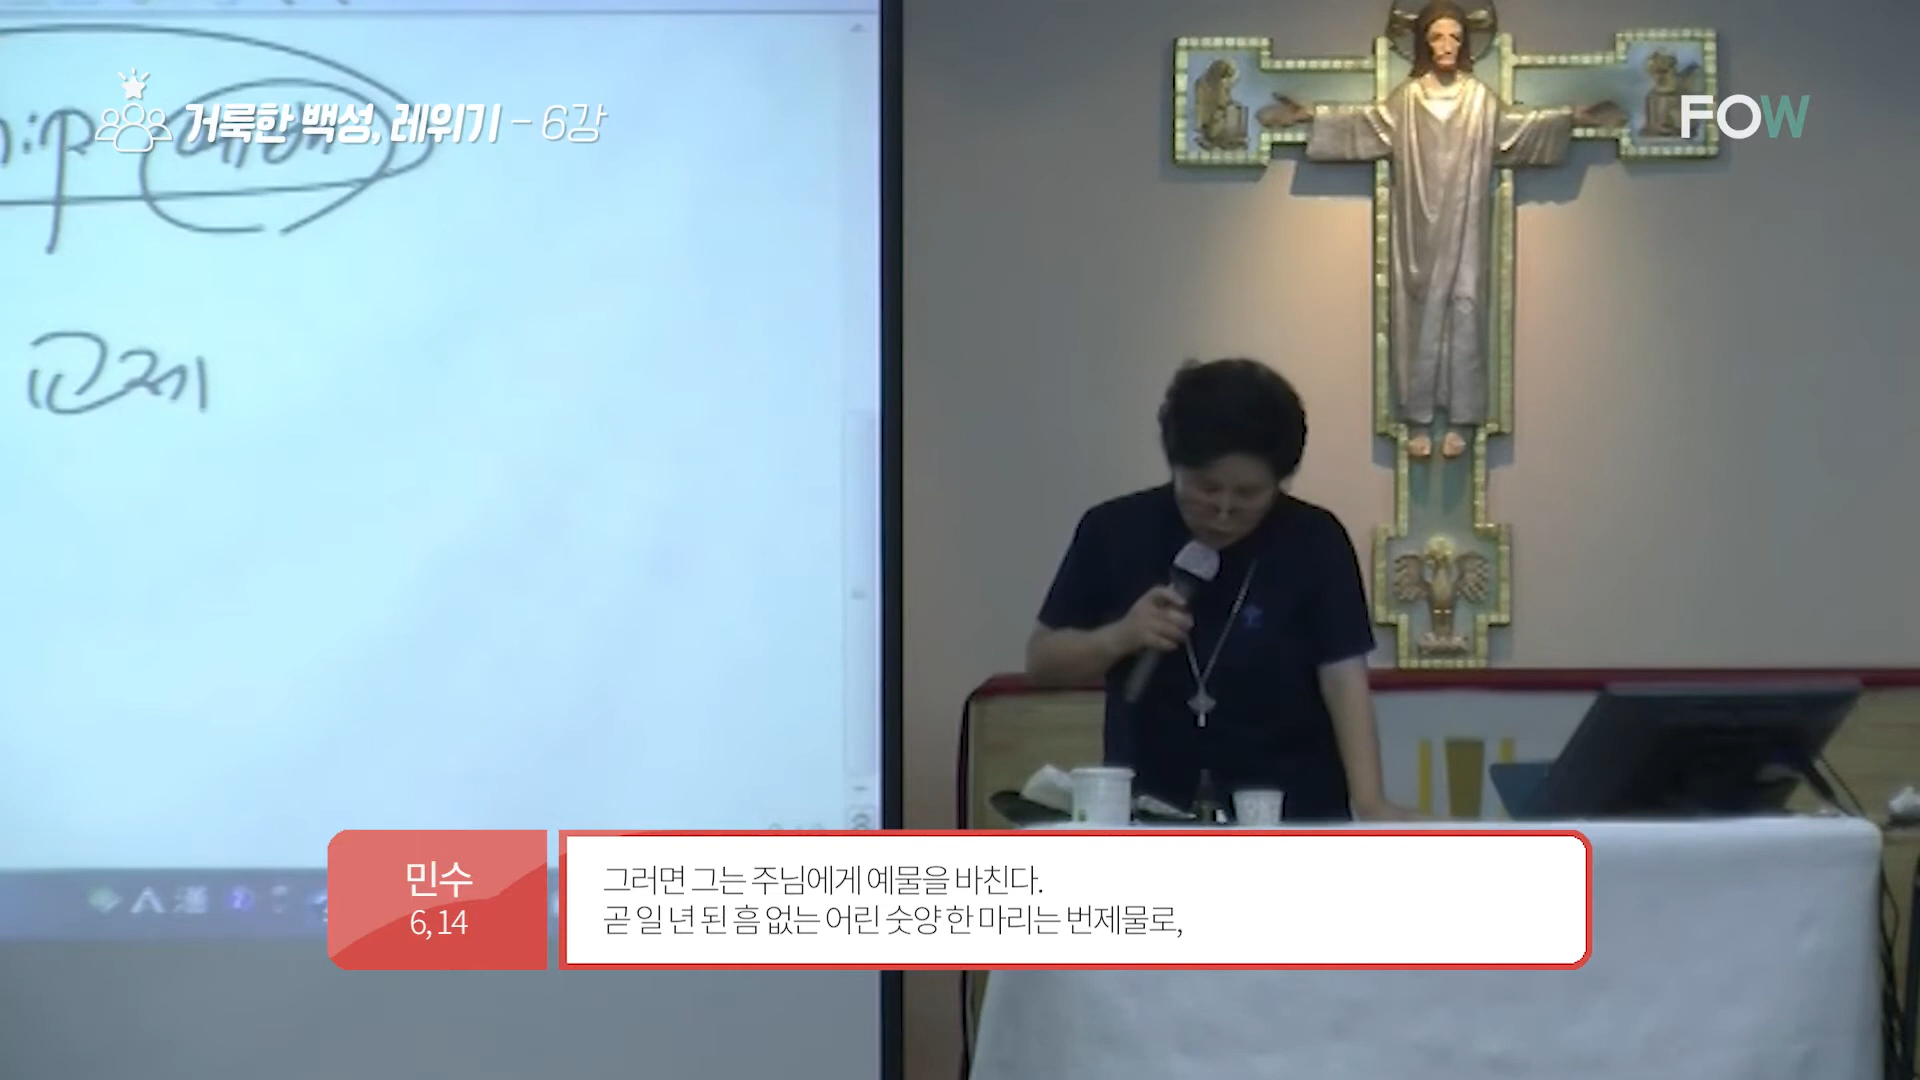 거룩한 백성, 레위기 – 6강
FOW
예배
교제
민수
6, 14
그러면 그는 주님에게 예물을 바친다.
곧 일 년 된 흠 없는 어린 숫양 한 마리는 번제물로,